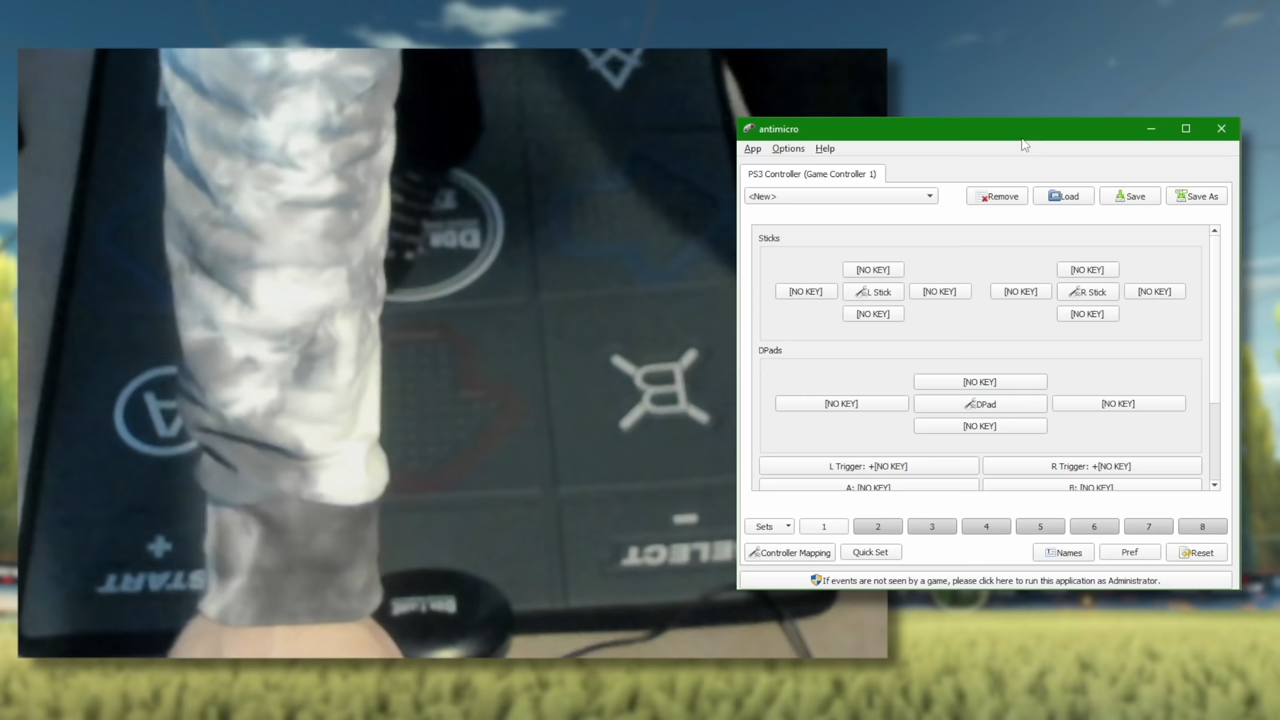 antimicro
App Options Help
PS3 Controller (Game Controller 1)
<New> Remove Load Save Save As
Sticks
[NO KEY] [NO KEY]
[NO KEY] L Stick [NO KEY] [NO KEY] R Stick [NO KEY]
[NO KEY] [NO KEY]
DPads
[NO KEY]
[NO KEY] DPad [NO KEY]
[NO KEY]
L Trigger: +[NO KEY] R Trigger: +[NO KEY]
A: [NO KEY] B: [NO KEY]
Sets 1 2 3 4 5 6 7 8
Controller Mapping Quick Set Names Pref Reset
If events are not seen by a game, please click here to run this application as Administrator.
A
START
SELECT